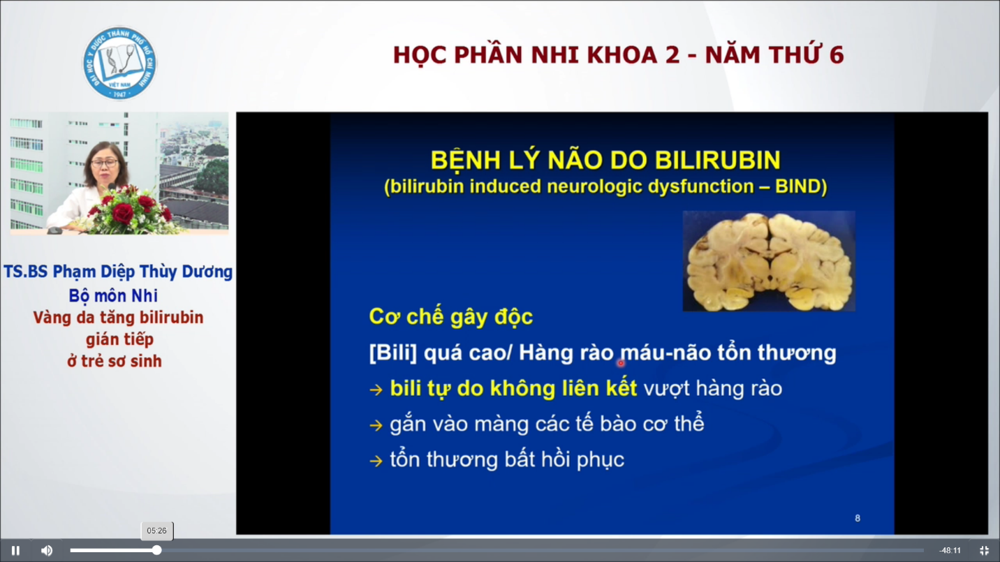 HỌC PHẦN NHI KHOA 2 - NĂM THỨ 6
ĐẠI HỌC Y DƯỢC THÀNH PHỐ HỒ CHÍ MINH
VIỆT NAM
1947
TS.BS Phạm Diệp Thùy Dương
Bộ môn Nhi
Vàng da tăng bilirubin
gián tiếp
ở trẻ sơ sinh
BỆNH LÝ NÃO DO BILIRUBIN
(bilirubin induced neurologic dysfunction – BIND)
Cơ chế gây độc
[Bili] quá cao/ Hàng rào máu-não tổn thương
→ bili tự do không liên kết vượt hàng rào
→ gắn vào màng các tế bào cơ thể
→ tổn thương bất hồi phục
8
05:26
-48:11